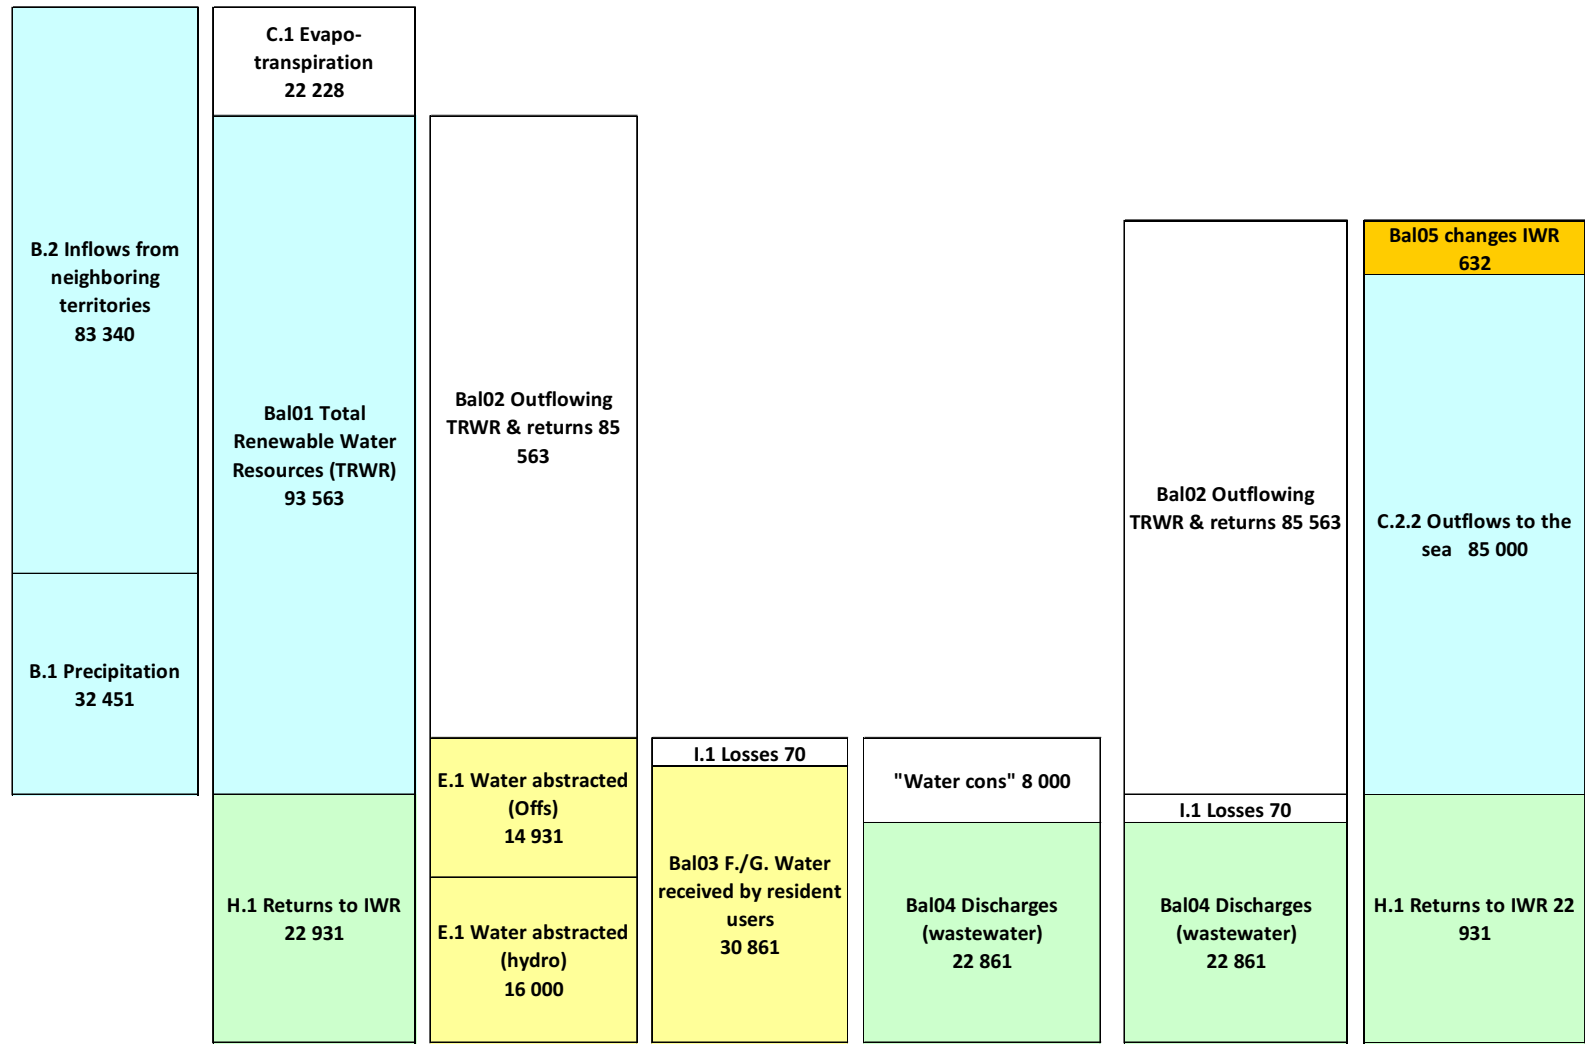 B.2 Inflows from
neighboring
territories
83 340
B.1 Precipitation
32 451
C.1 Evapo-
transpiration
22 228
Bal01 Total
Renewable Water
Resources (TRWR)
93 563
H.1 Returns to IWR
22 931
Bal02 Outflowing
TRWR & returns 85
563
E.1 Water abstracted
(Offs)
14 931
E.1 Water abstracted
(hydro)
16 000
I.1 Losses 70
Bal03 F./G. Water
received by resident
users
30 861
"Water cons" 8 000
Bal04 Discharges
(wastewater)
22 861
Bal02 Outflowing
TRWR & returns 85 563
I.1 Losses 70
Bal04 Discharges
(wastewater)
22 861
Bal05 changes IWR
632
C.2.2 Outflows to the
sea 85 000
H.1 Returns to IWR 22
931